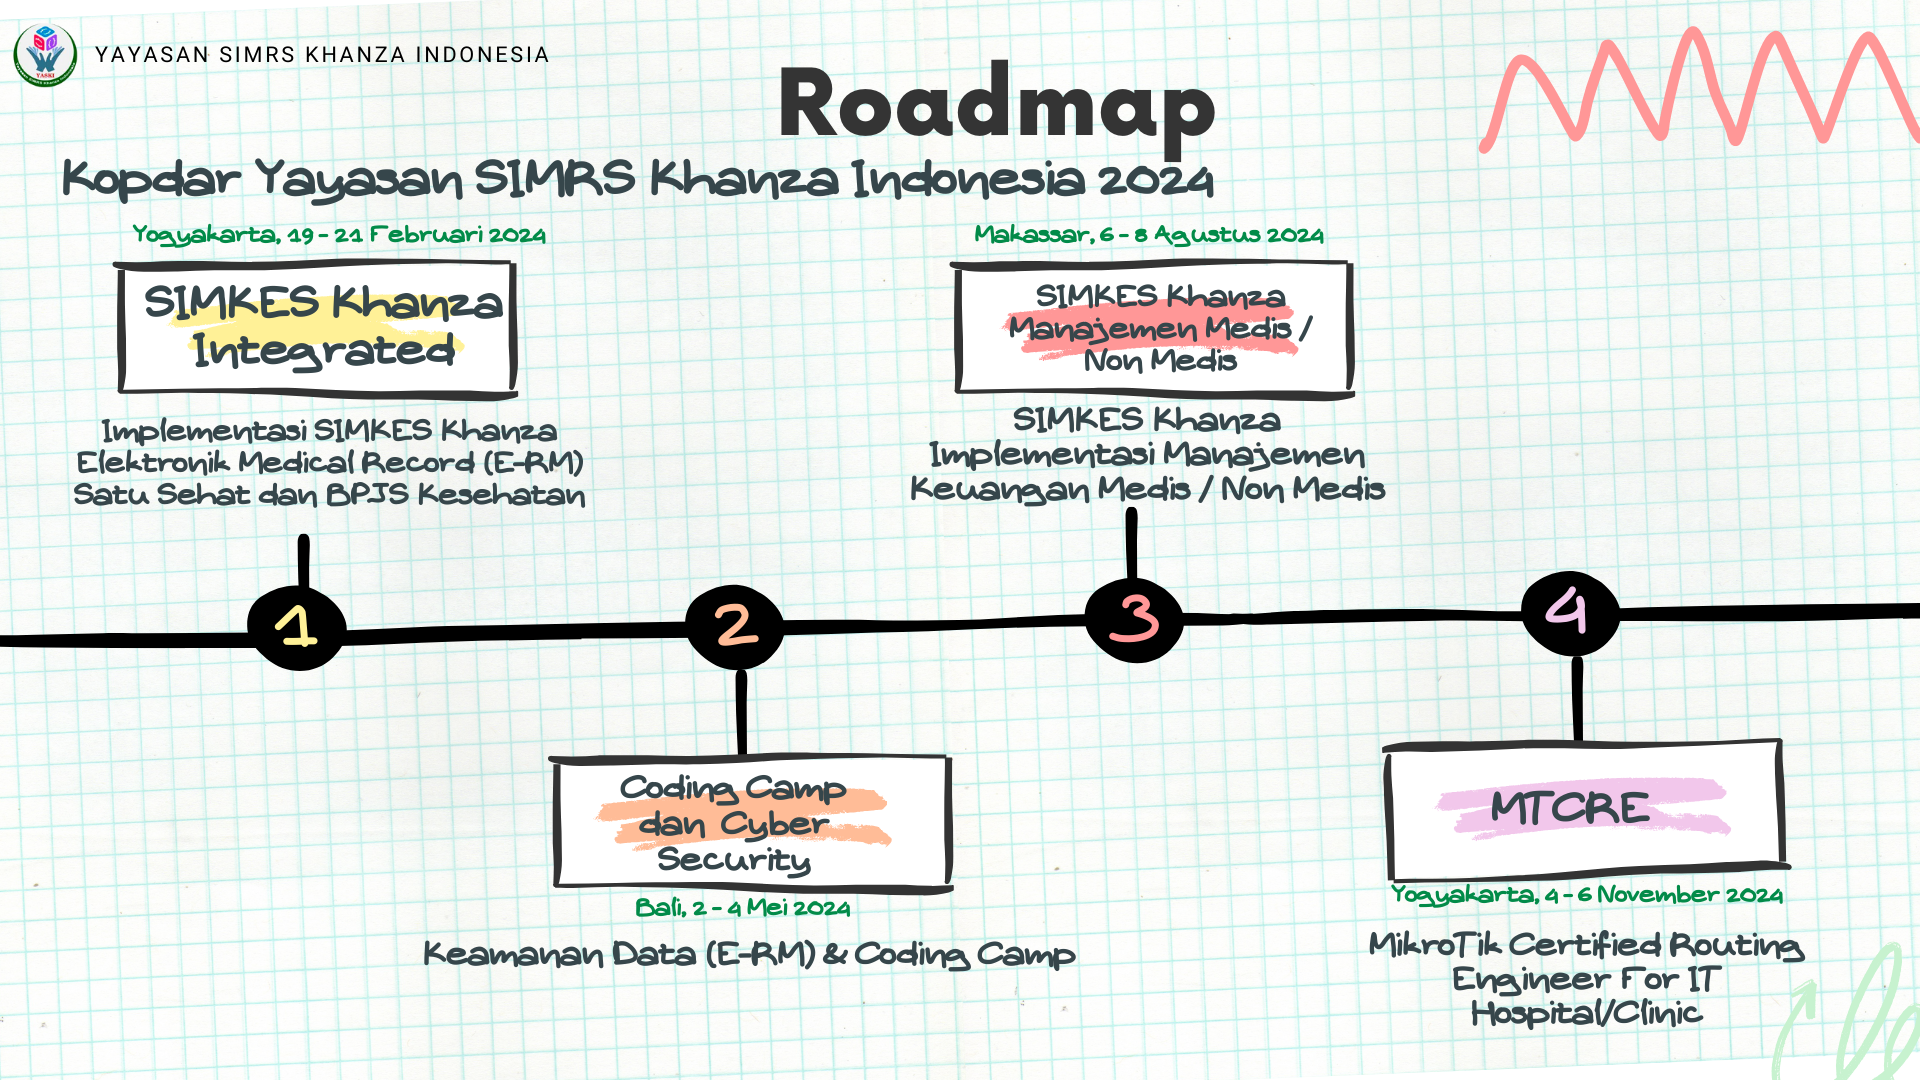 YAYASAN SIMRS KHANZA INDONESIA
Roadmap
Kopdar Yayasan SIMRS Khanza Indonesia 2024
Yogyakarta, 19 - 21 Februari 2024
SIMKES Khanza
Integrated
Implementasi SIMKES Khanza
Elektronik Medical Record (E-RM)
Satu Sehat dan BPJS Kesehatan
1
2
Coding Camp
dan Cyber
Security
Bali, 2 - 4 Mei 2024
Keamanan Data (E-RM) & Coding Camp
Makassar, 6 - 8 Agustus 2024
SIMKES Khanza
Manajemen Medis /
Non Medis
SIMKES Khanza
Implementasi Manajemen
Keuangan Medis / Non Medis
3
4
MTCRE
Yogyakarta, 4 - 6 November 2024
MikroTik Certified Routing
Engineer For IT
Hospital/Clinic
YASKI